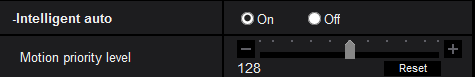 -Intelligent auto On Off
Motion priority level
128 Reset